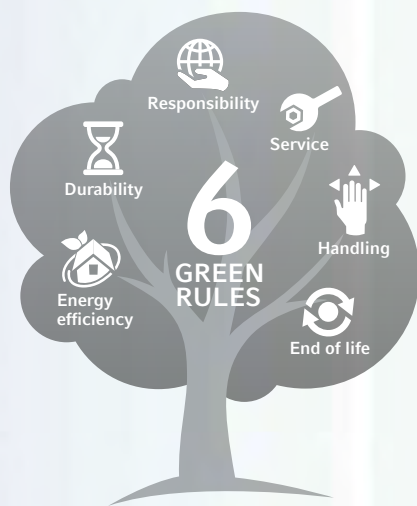 Responsibility
Service
Durability
6
GREEN
RULES
Handling
Energy
efficiency
End of life